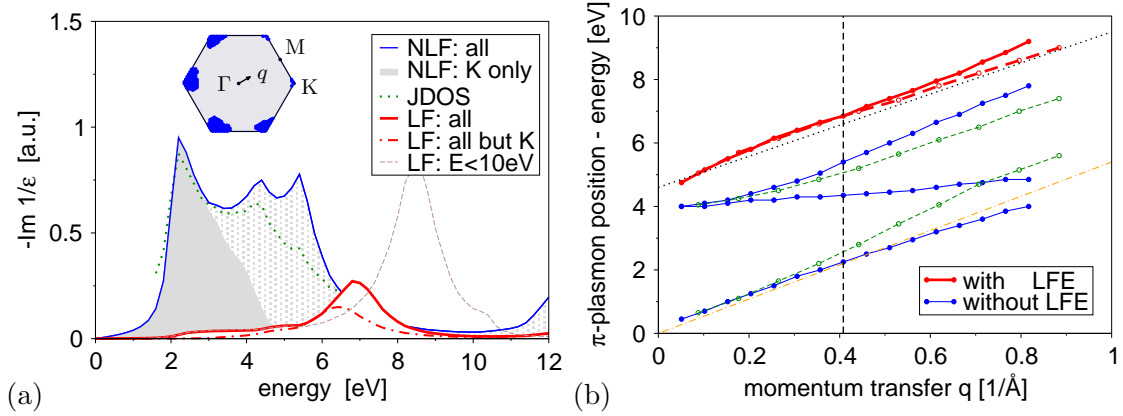 1.5
1
0.5
0
-Im 1/ε [a.u.]
M
Γ
q
K
NLF: all
NLF: K only
JDOS
LF: all
LF: all but K
LF: E<10eV
0 2 4 6 8 10 12
energy [eV]
(a)
10
8
6
4
2
0
π-plasmon position - energy [eV]
with LFE
without LFE
0 0.2 0.4 0.6 0.8 1
momentum transfer q [1/Å]
(b)